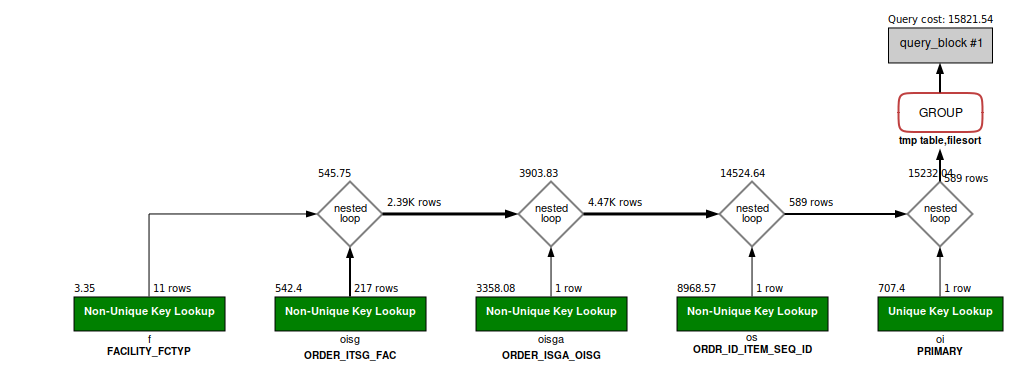 Query cost: 15821.54
query_block #1
GROUP
tmp table,filesort
545.75
3903.83
14524.64
15232.04
589 rows
nested
loop
2.39K rows
nested
loop
4.47K rows
nested
loop
589 rows
nested
loop
3.35
11 rows
542.4
217 rows
3358.08
1 row
8968.57
1 row
707.4
1 row
Non-Unique Key Lookup
Non-Unique Key Lookup
Non-Unique Key Lookup
Non-Unique Key Lookup
Unique Key Lookup
f
FACILITY_FCTYP
oisg
ORDER_ITSG_FAC
oisga
ORDER_ISGA_OISG
os
ORDR_ID_ITEM_SEQ_ID
oi
PRIMARY